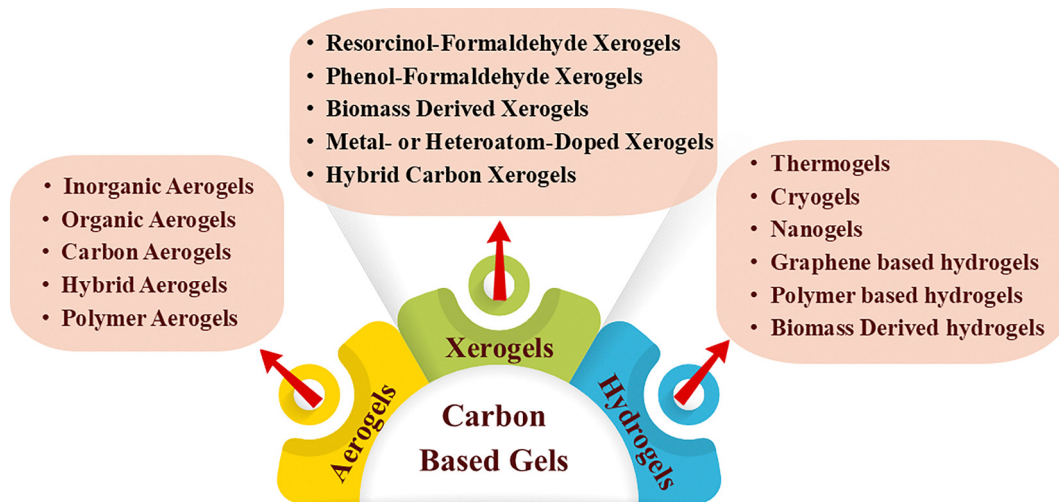 • Resorcinol-Formaldehyde Xerogels
• Phenol-Formaldehyde Xerogels
• Biomass Derived Xerogels
• Metal- or Heteroatom-Doped Xerogels
• Hybrid Carbon Xerogels
• Inorganic Aerogels
• Organic Aerogels
• Carbon Aerogels
• Hybrid Aerogels
• Polymer Aerogels
• Thermogels
• Cryogels
• Nanogels
• Graphene based hydrogels
• Polymer based hydrogels
• Biomass Derived hydrogels
Aerogels
Xerogels
Hydrogels
Carbon
Based Gels